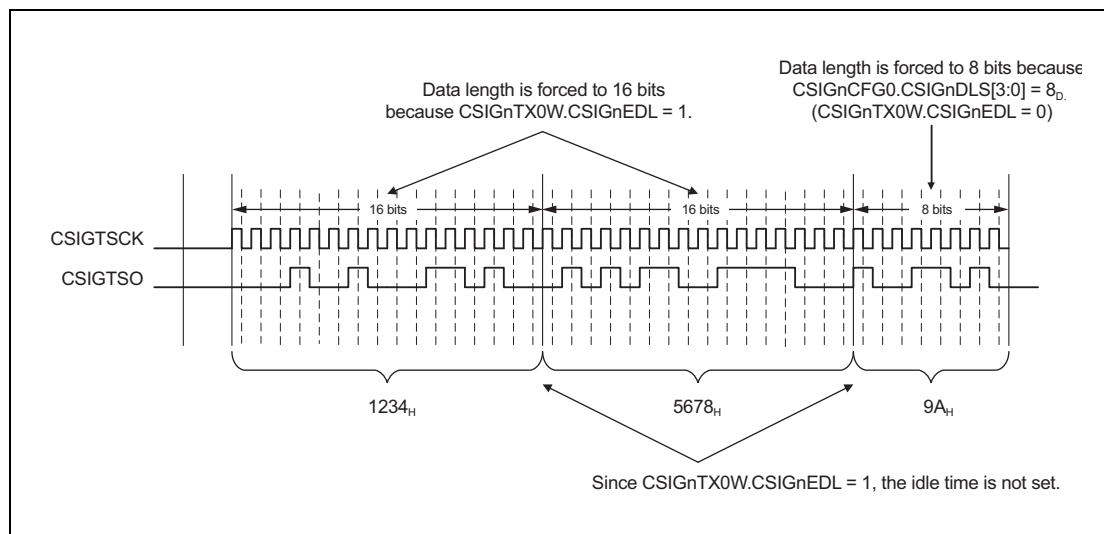 Data length is forced to 16 bits
because CSIGnTX0W.CSIGnEDL = 1.
Data length is forced to 8 bits because
CSIGnCFG0.CSIGnDLS[3:0] = 8D.
(CSIGnTX0W.CSIGnEDL = 0)
16 bits
16 bits
8 bits
CSIGTSCK
CSIGTSO
1234H
5678H
9AH
Since CSIGnTX0W.CSIGnEDL = 1, the idle time is not set.